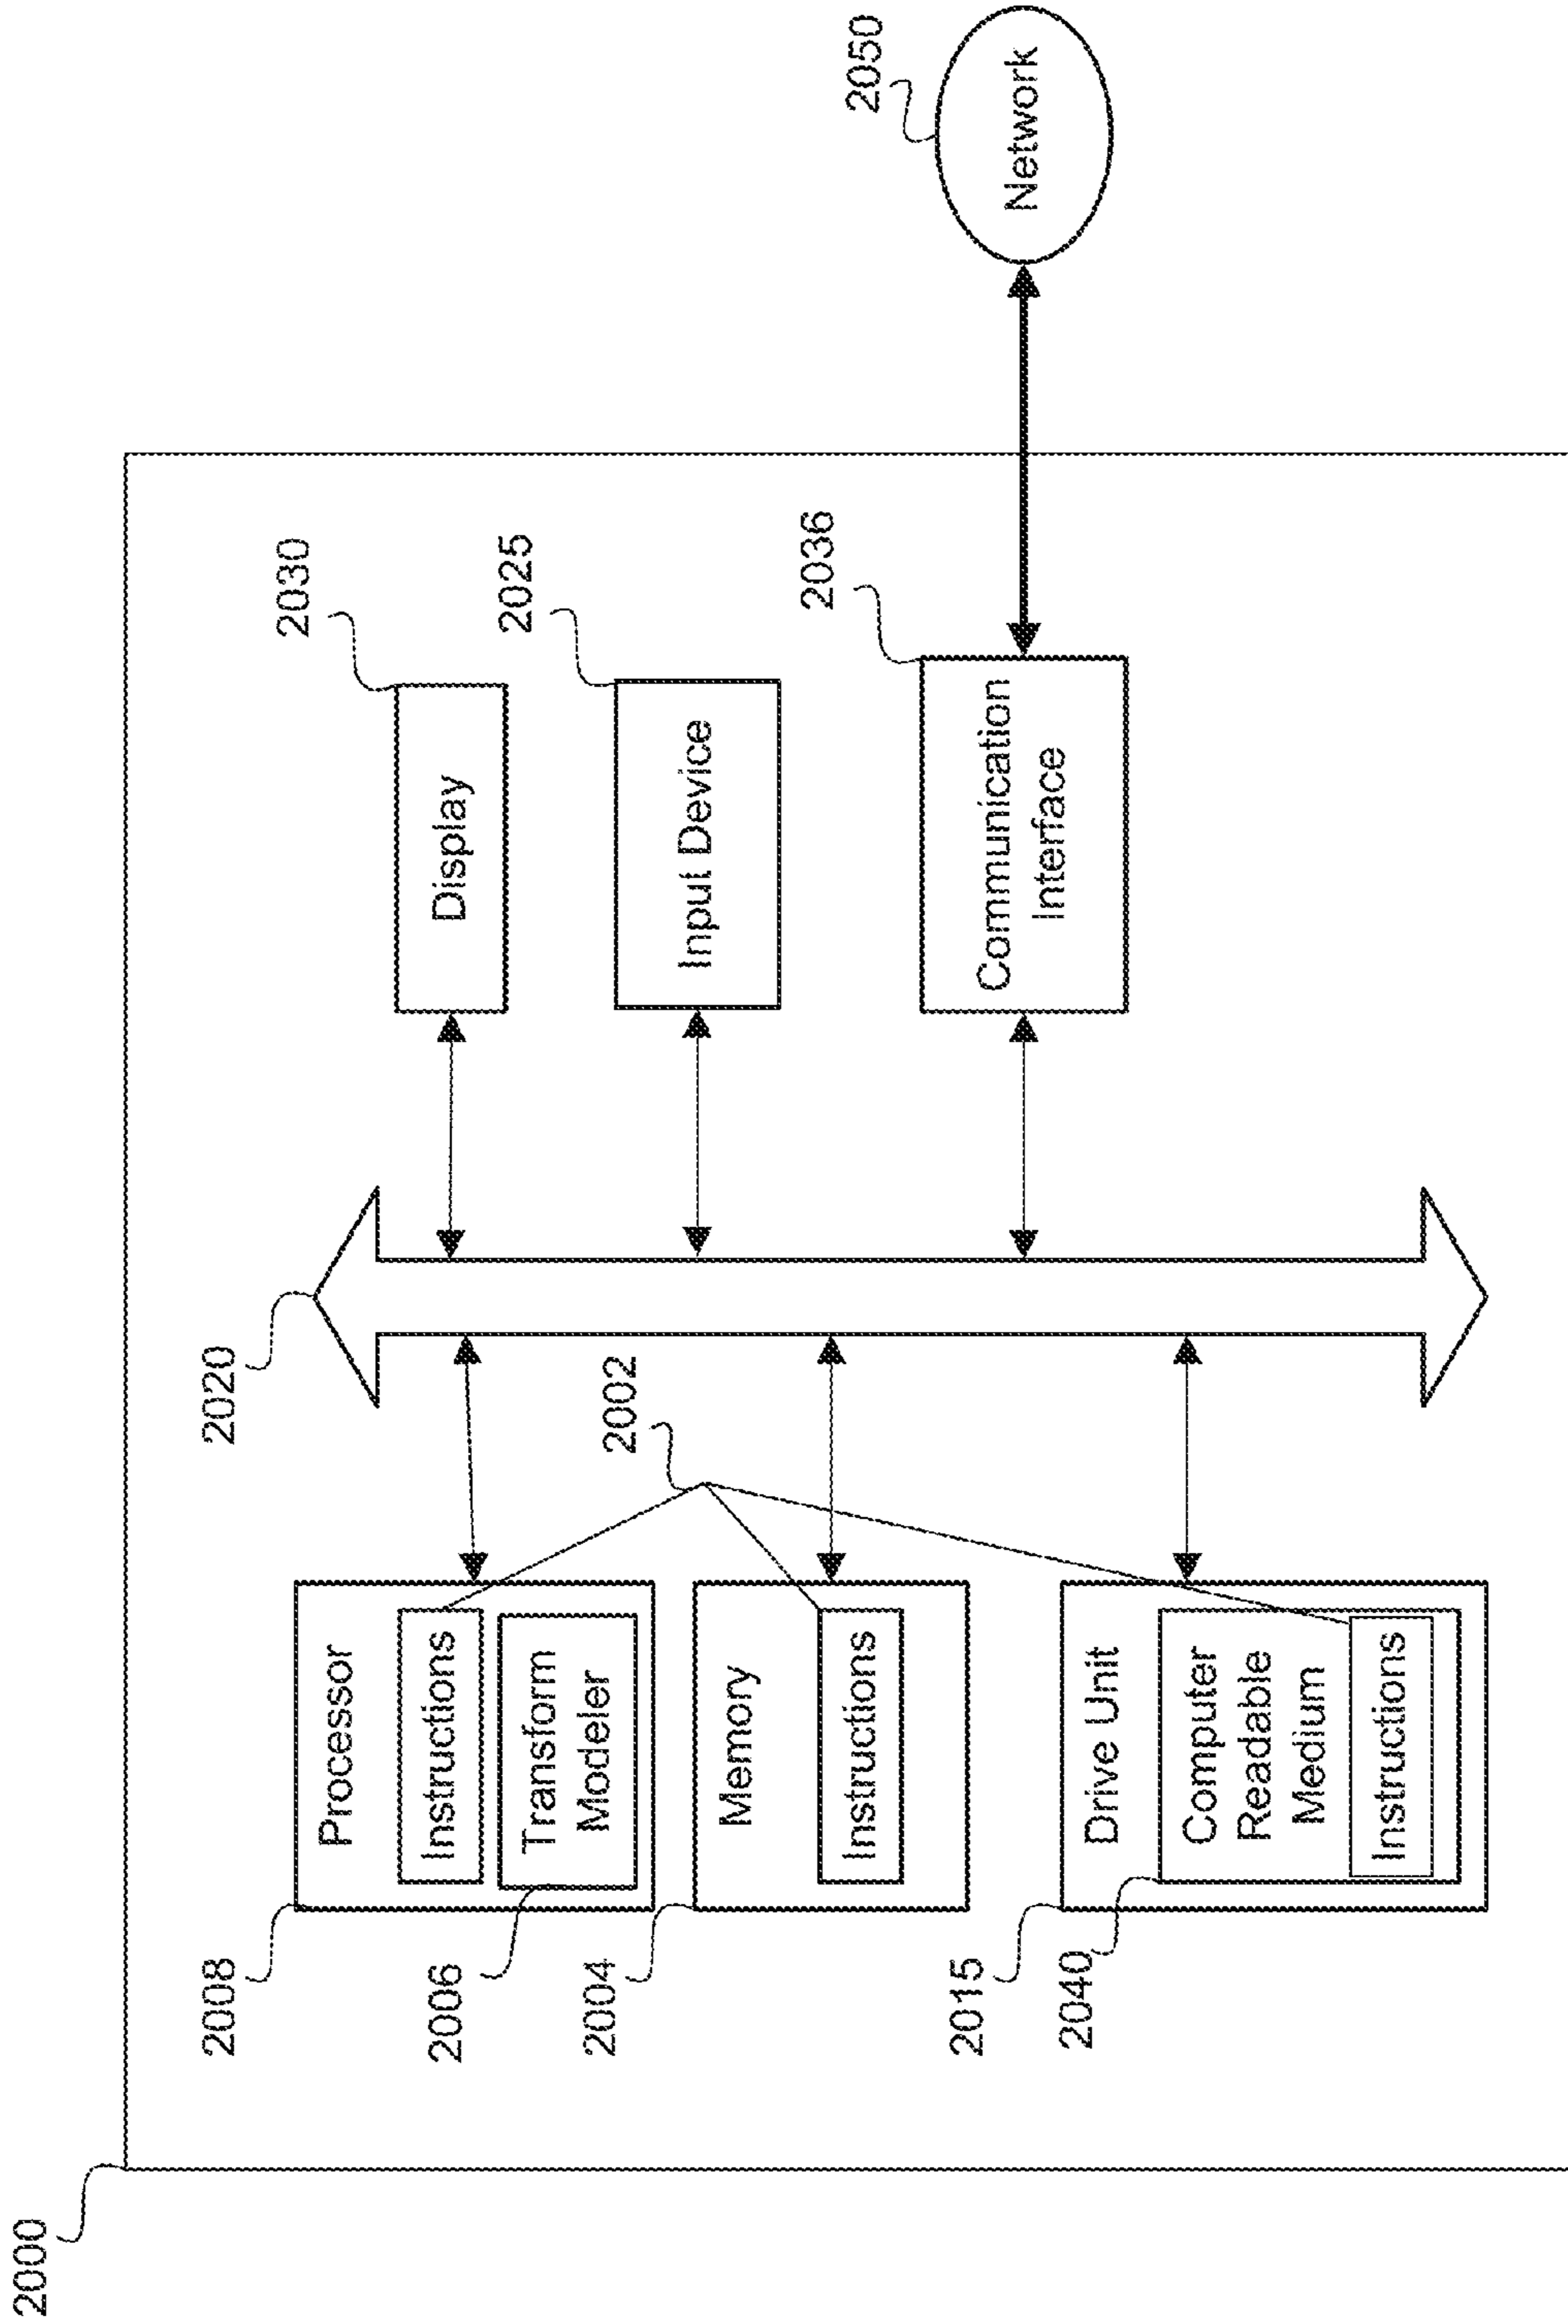 2000
2008
Processor
Instructions
2006
Transform
Modeler
2004
Memory
Instructions
2015
Drive Unit
2040
Computer
Readable
Medium
Instructions
2002
2020
2030
Display
2025
Input Device
2036
Communication
Interface
2050
Network